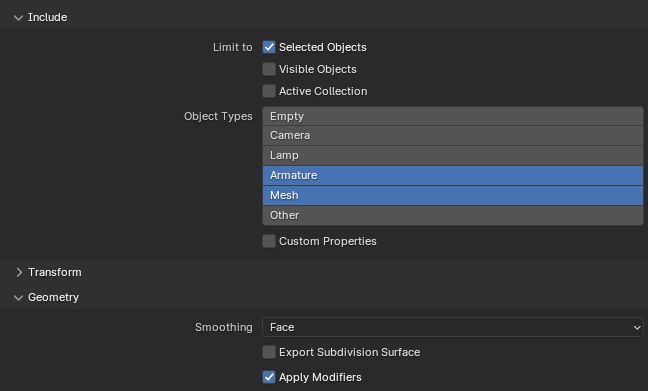 Include
Limit to Selected Objects
Visible Objects
Active Collection
Object Types Empty
Camera
Lamp
Armature
Mesh
Other
Custom Properties
Transform
Geometry
Smoothing Face
Export Subdivision Surface
Apply Modifiers